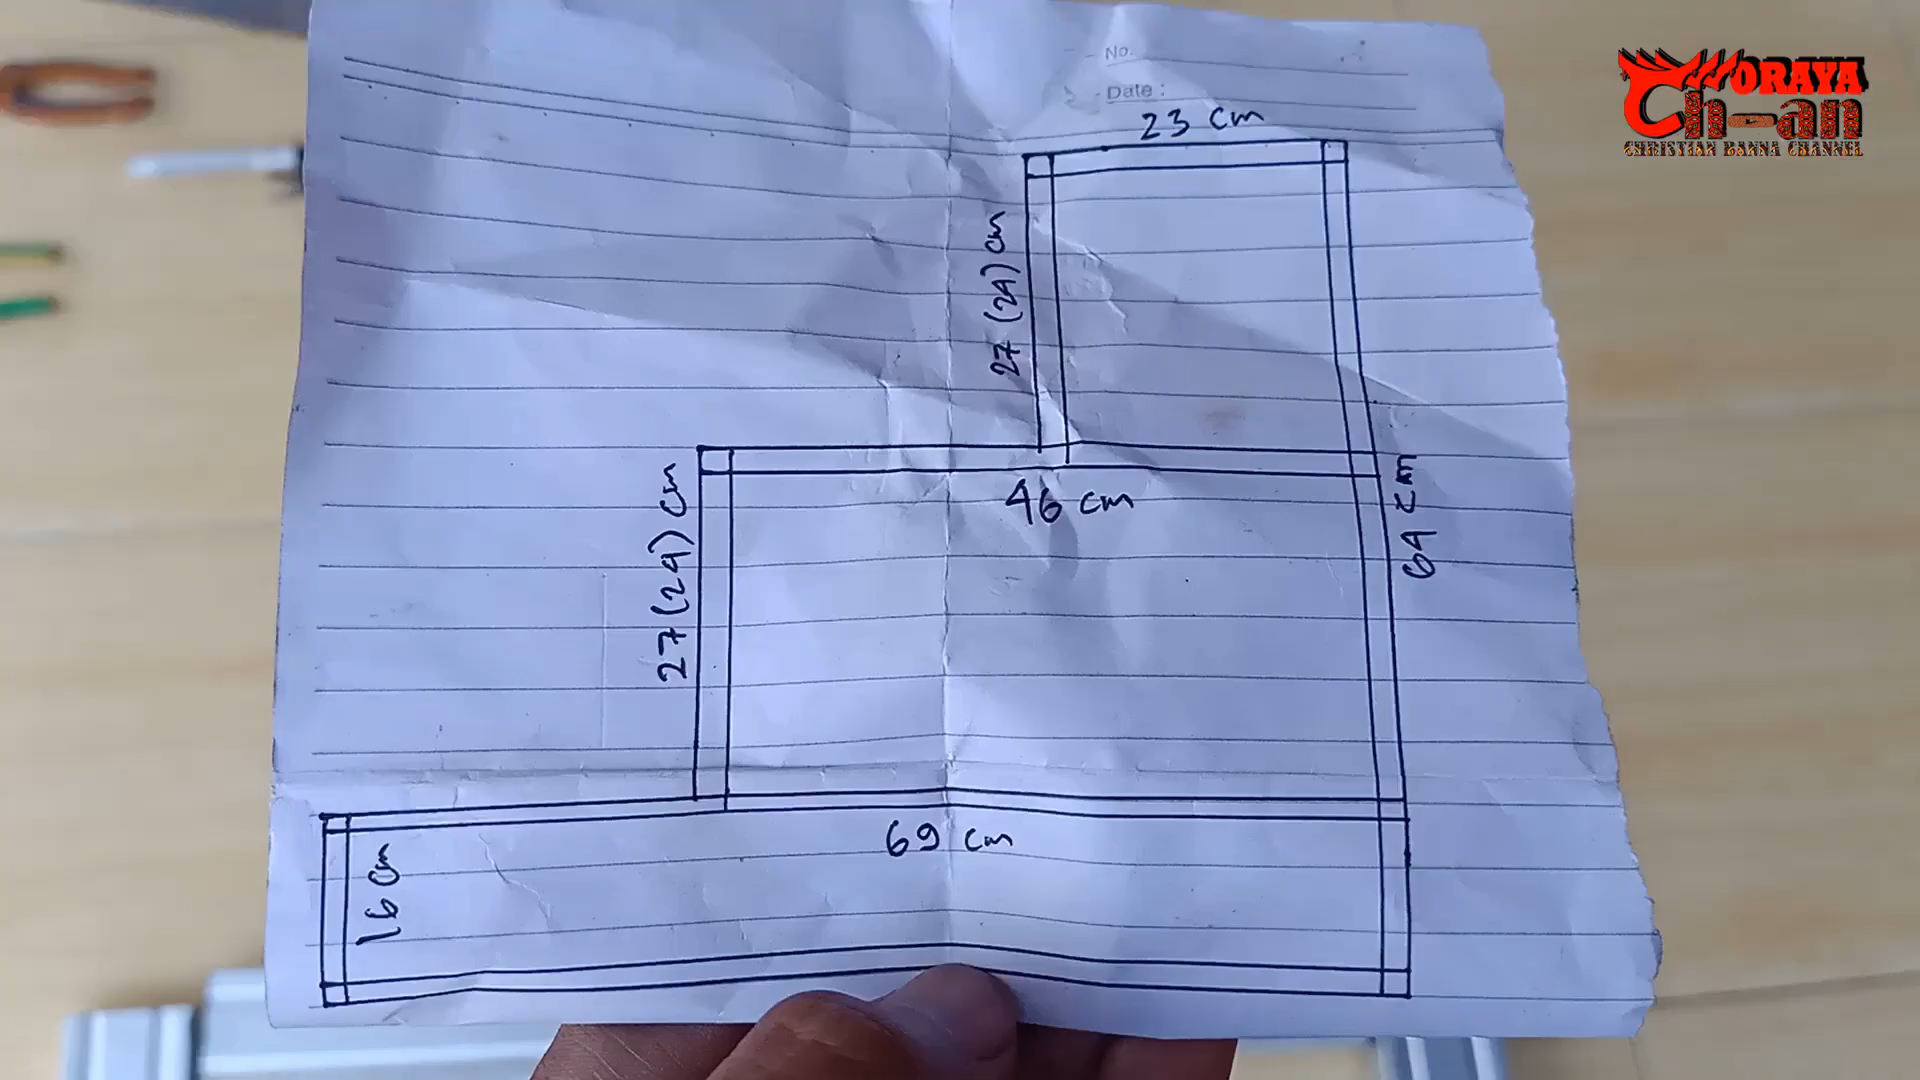 WORAYA
Ch-an
CHRISTIAN BANNA CHANNEL
No.
Date :
23 cm
27 (24) cm
46 cm
27 (24) cm
64 cm
69 cm
16 cm